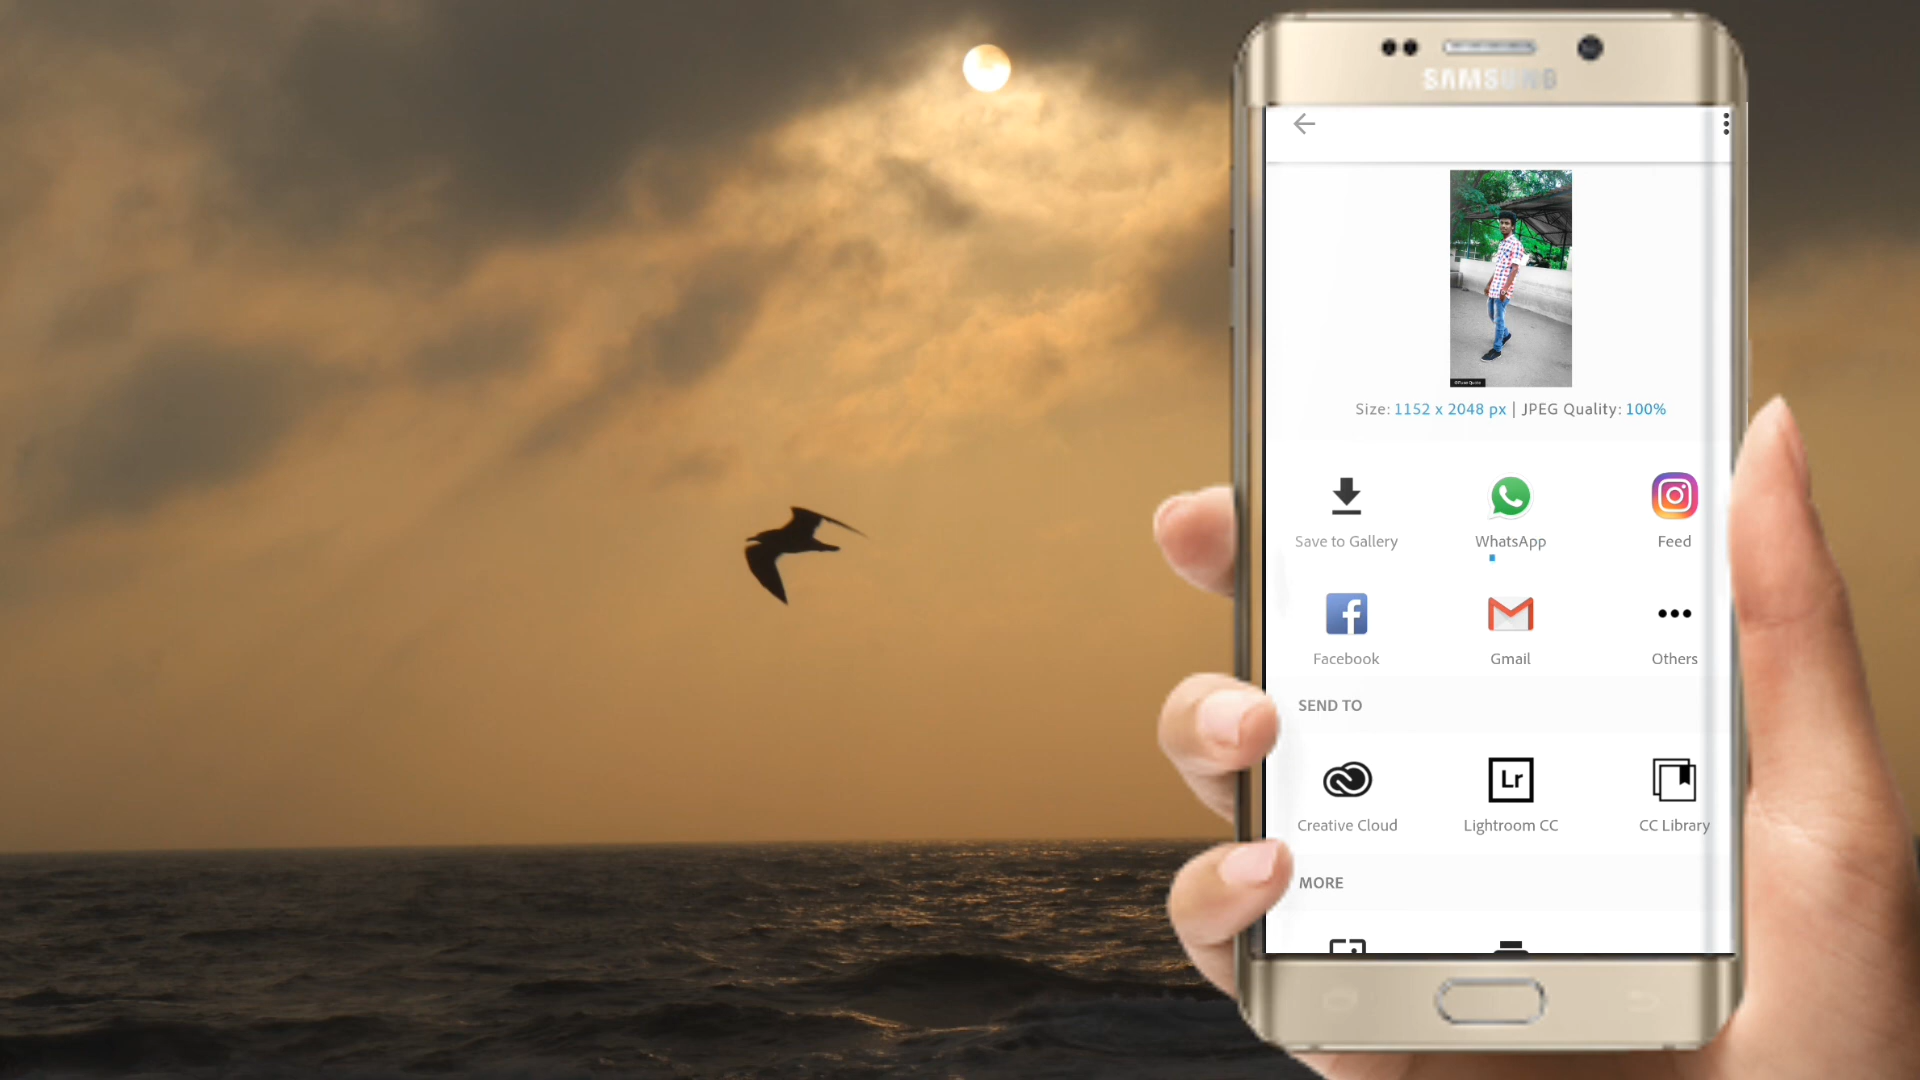 SAMSUNG
Size: 1152 x 2048 px | JPEG Quality: 100%
Save to Gallery
WhatsApp
Feed
Facebook
Gmail
Others
SEND TO
Lr
Creative Cloud
Lightroom CC
CC Library
MORE